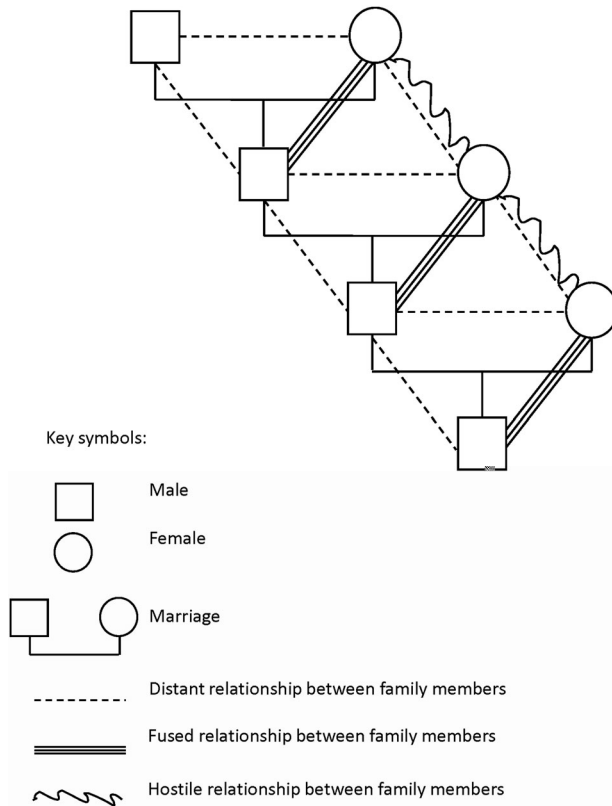 Key symbols:
Male
Female
Marriage
Distant relationship between family members
Fused relationship between family members
Hostile relationship between family members